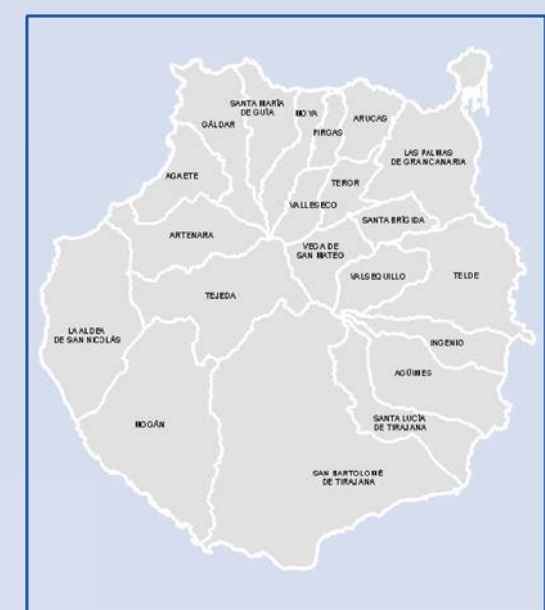 SANTA MARÍA
DE GUÍA
MOYA
GÁLDAR
FIRGAS
ARUCAS
LAS PALMAS
DE GRAN CANARIA
AGAETE
TEROR
VALLESECO
SANTA BRÍGIDA
ARTENARA
VEGA DE
SAN MATEO
VALSEQUILLO
TELDE
TEJEDA
LA ALDEA
DE SAN NICOLÁS
INGENIO
AGÜIMES
MOGÁN
SANTA LUCÍA
DE TIRAJANA
SAN BARTOLOMÉ
DE TIRAJANA